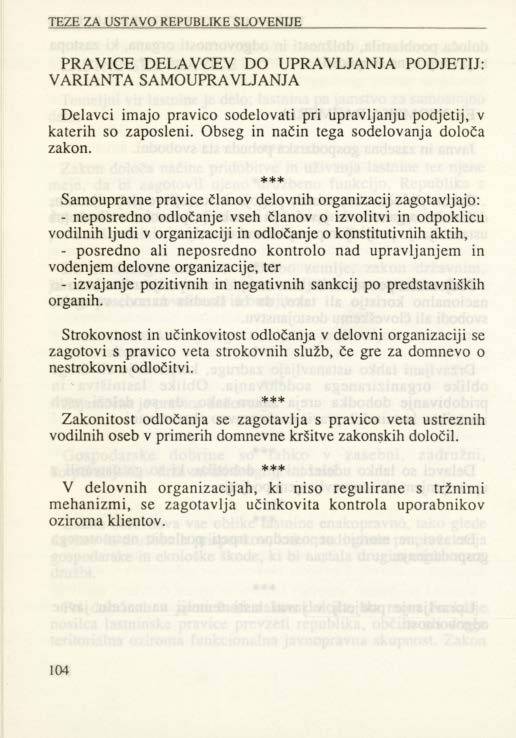 TEZE ZA USTAVO REPUBLIKE SLOVENIJE
PRAVICE DELAVCEV DO UPRAVLJANJA PODJETIJ:
VARIANTA SAMOUPRAVLJANJA
Delavci imajo pravico sodelovati pri upravljanju podjetij, v
katerih so zaposleni. Obseg in način tega sodelovanja določa
zakon.
***
Samoupravne pravice članov delovnih organizacij zagotavljajo:
- neposredno odločanje vseh članov o izvolitvi in odpoklicu
vodilnih ljudi v organizaciji in odločanje o konstitutivnih aktih,
- posredno ali neposredno kontrolo nad upravljanjem in
vodenjem delovne organizacije, ter
- izvajanje pozitivnih in negativnih sankcij po predstavniških
organih.
Strokovnost in učinkovitost odločanja v delovni organizaciji se
zagotovi s pravico veta strokovnih služb, če gre za domnevo o
nestrokovni odločitvi.
***
Zakonitost odločanja se zagotavlja s pravico veta ustreznih
vodilnih oseb v primerih domnevne kršitve zakonskih določil.
***
V delovnih organizacijah, ki niso regulirane s tržnimi
mehanizmi, se zagotavlja učinkovita kontrola uporabnikov
oziroma klientov.
104